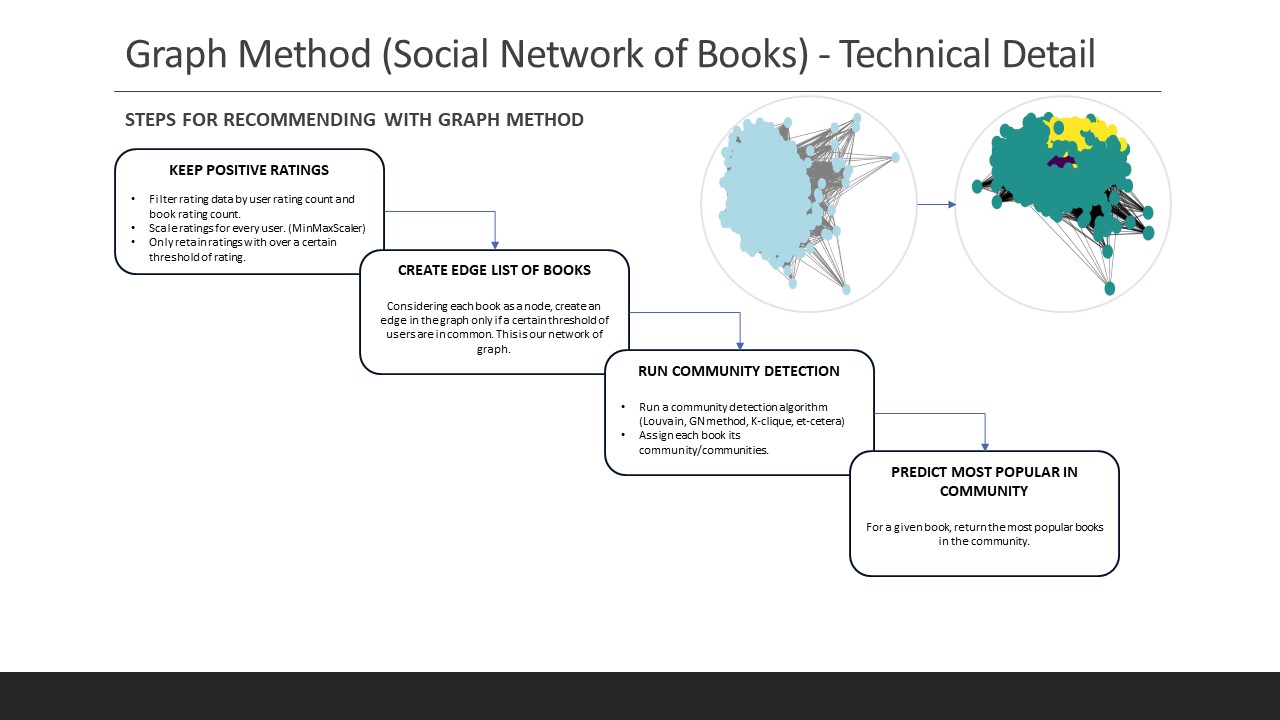 Graph Method (Social Network of Books) - Technical Detail
STEPS FOR RECOMMENDING WITH GRAPH METHOD
KEEP POSITIVE RATINGS
• Filter rating data by user rating count and
book rating count.
• Scale ratings for every user. (MinMaxScaler)
• Only retain ratings with over a certain
threshold of rating.
CREATE EDGE LIST OF BOOKS
Considering each book as a node, create an
edge in the graph only if a certain threshold of
users are in common. This is our network of
graph.
RUN COMMUNITY DETECTION
• Run a community detection algorithm
(Louvain, GN method, K-clique, et-cetera)
• Assign each book its
community/communities.
PREDICT MOST POPULAR IN
COMMUNITY
For a given book, return the most popular books
in the community.